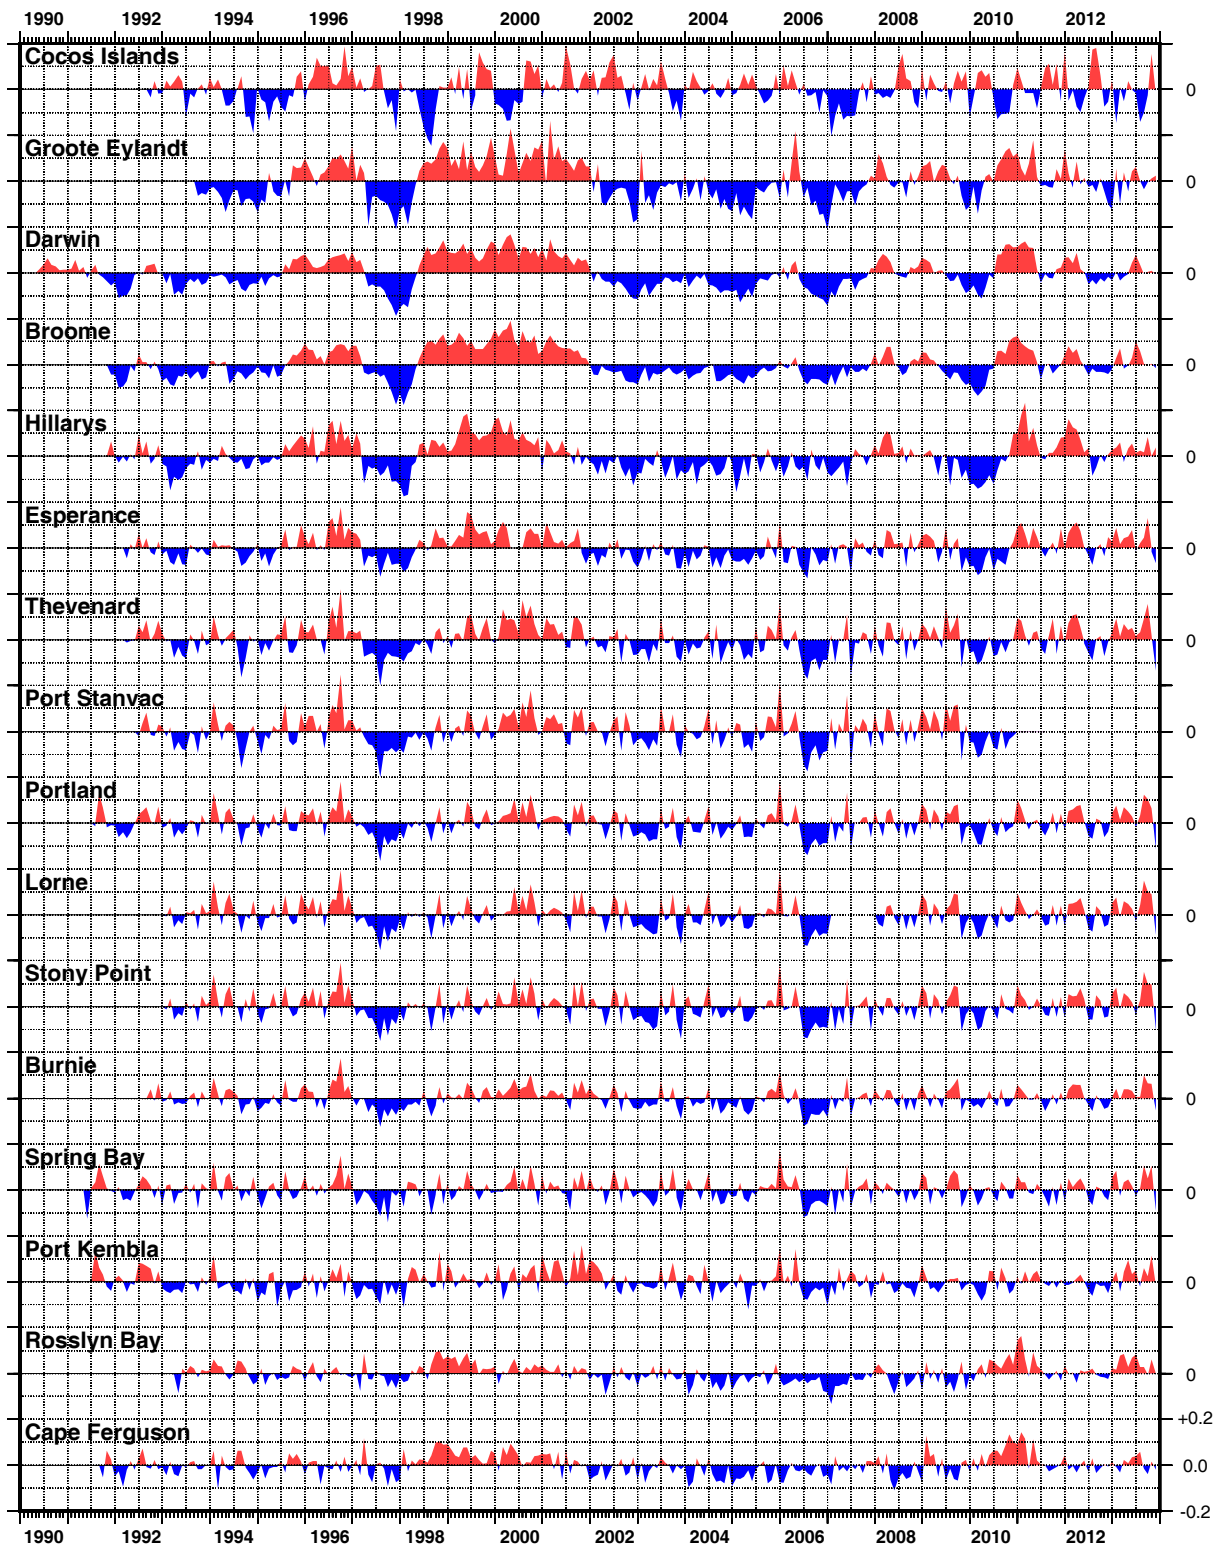 1990 1992 1994 1996 1998 2000 2002 2004 2006 2008 2010 2012
Cocos Islands
0
Groote Eylandt
0
Darwin
0
Broome
0
Hillarys
0
Esperance
0
Thevenard
0
Port Stanvac
0
Portland
0
Lorne
0
Stony Point
0
Burnie
0
Spring Bay
0
Port Kembla
0
Rosslyn Bay
0
+0.2
Cape Ferguson
0.0
-0.2
1990 1992 1994 1996 1998 2000 2002 2004 2006 2008 2010 2012